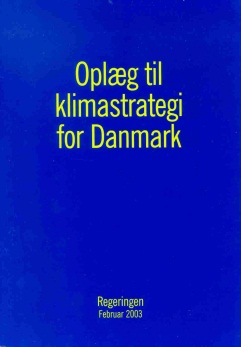 Oplæg til
klimastrategi
for Danmark
Regeringen
Februar 2003